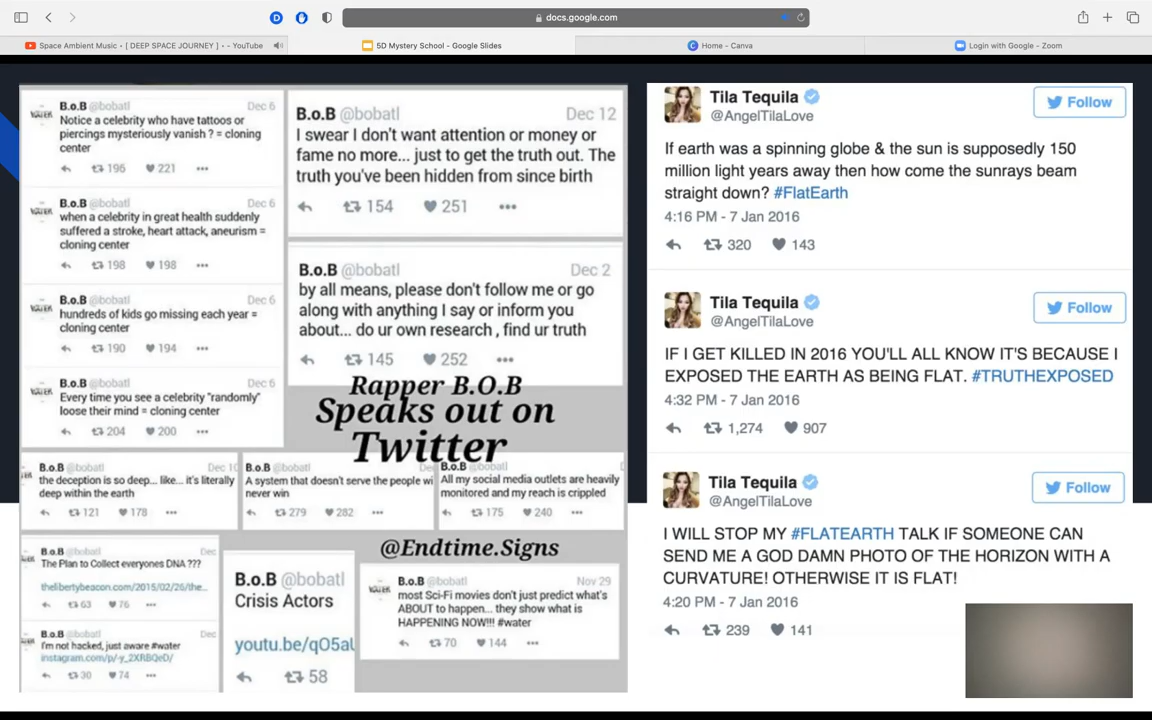 docs.google.com
Space Ambient Music • [ DEEP SPACE JOURNEY ] • - YouTube
5D Mystery School - Google Slides
Home - Canva
Login with Google - Zoom
B.o.B @bobatl Dec 6
Notice a celebrity who have tattoos or
piercings mysteriously vanish ? = cloning
center
196 221
B.o.B @bobatl Dec 6
when a celebrity in great health suddenly
suffered a stroke, heart attack, aneurism =
cloning center
198 198
B.o.B @bobatl Dec 6
hundreds of kids go missing each year =
cloning center
190 194
B.o.B @bobatl Dec 6
Every time you see a celebrity "randomly"
loose their mind = cloning center
204 200
B.o.B @bobatl Dec 12
I swear I don't want attention or money or
fame no more... just to get the truth out. The
truth you've been hidden from since birth
154 251
B.o.B @bobatl Dec 2
by all means, please don't follow me or go
along with anything I say or inform you
about... do ur own research , find ur truth
145 252
Rapper B.O.B
Speaks out on
Twitter
B.o.B @bobatl Dec 10
the deception is so deep... like... it's literally
deep within the earth
121 178
B.o.B @bobatl
A system that doesn't serve the people wi
never win
279 282
B.o.B @bobatl
All my social media outlets are heavily
monitored and my reach is crippled
175 240
@Endtime.Signs
B.o.B @bobatl Dec
The Plan to Collect everyones DNA ???
thelibertybeacon.com/2015/02/26/the...
63 76
B.o.B @bobatl Dec
I'm not hacked, just aware #water
instagram.com/p/-y_2XRBQeD/
30 74
B.o.B @bobatl
Crisis Actors
youtu.be/qO5aU
58
B.o.B @bobatl Nov 29
most Sci-Fi movies don't just predict what's
ABOUT to happen... they show what is
HAPPENING NOW!!! #water
70 144
Tila Tequila Follow
@AngelTilaLove
If earth was a spinning globe & the sun is supposedly 150
million light years away then how come the sunrays beam
straight down? #FlatEarth
4:16 PM - 7 Jan 2016
320 143
Tila Tequila Follow
@AngelTilaLove
IF I GET KILLED IN 2016 YOU'LL ALL KNOW IT'S BECAUSE I
EXPOSED THE EARTH AS BEING FLAT. #TRUTHEXPOSED
4:32 PM - 7 Jan 2016
1,274 907
Tila Tequila Follow
@AngelTilaLove
I WILL STOP MY #FLATEARTH TALK IF SOMEONE CAN
SEND ME A GOD DAMN PHOTO OF THE HORIZON WITH A
CURVATURE! OTHERWISE IT IS FLAT!
4:20 PM - 7 Jan 2016
239 141